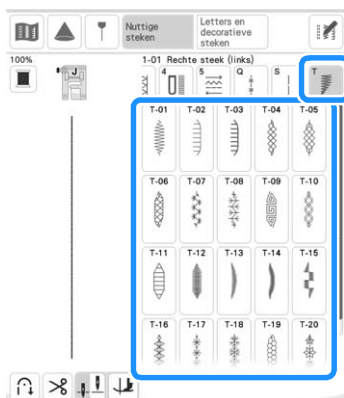 Nuttige
steken
Letters en
decoratieve
steken
100%
1-01 Rechte steek (links)
J
4 5 Q S T
T-01 T-02 T-03 T-04 T-05
T-06 T-07 T-08 T-09 T-10
T-11 T-12 T-13 T-14 T-15
T-16 T-17 T-18 T-19 T-20